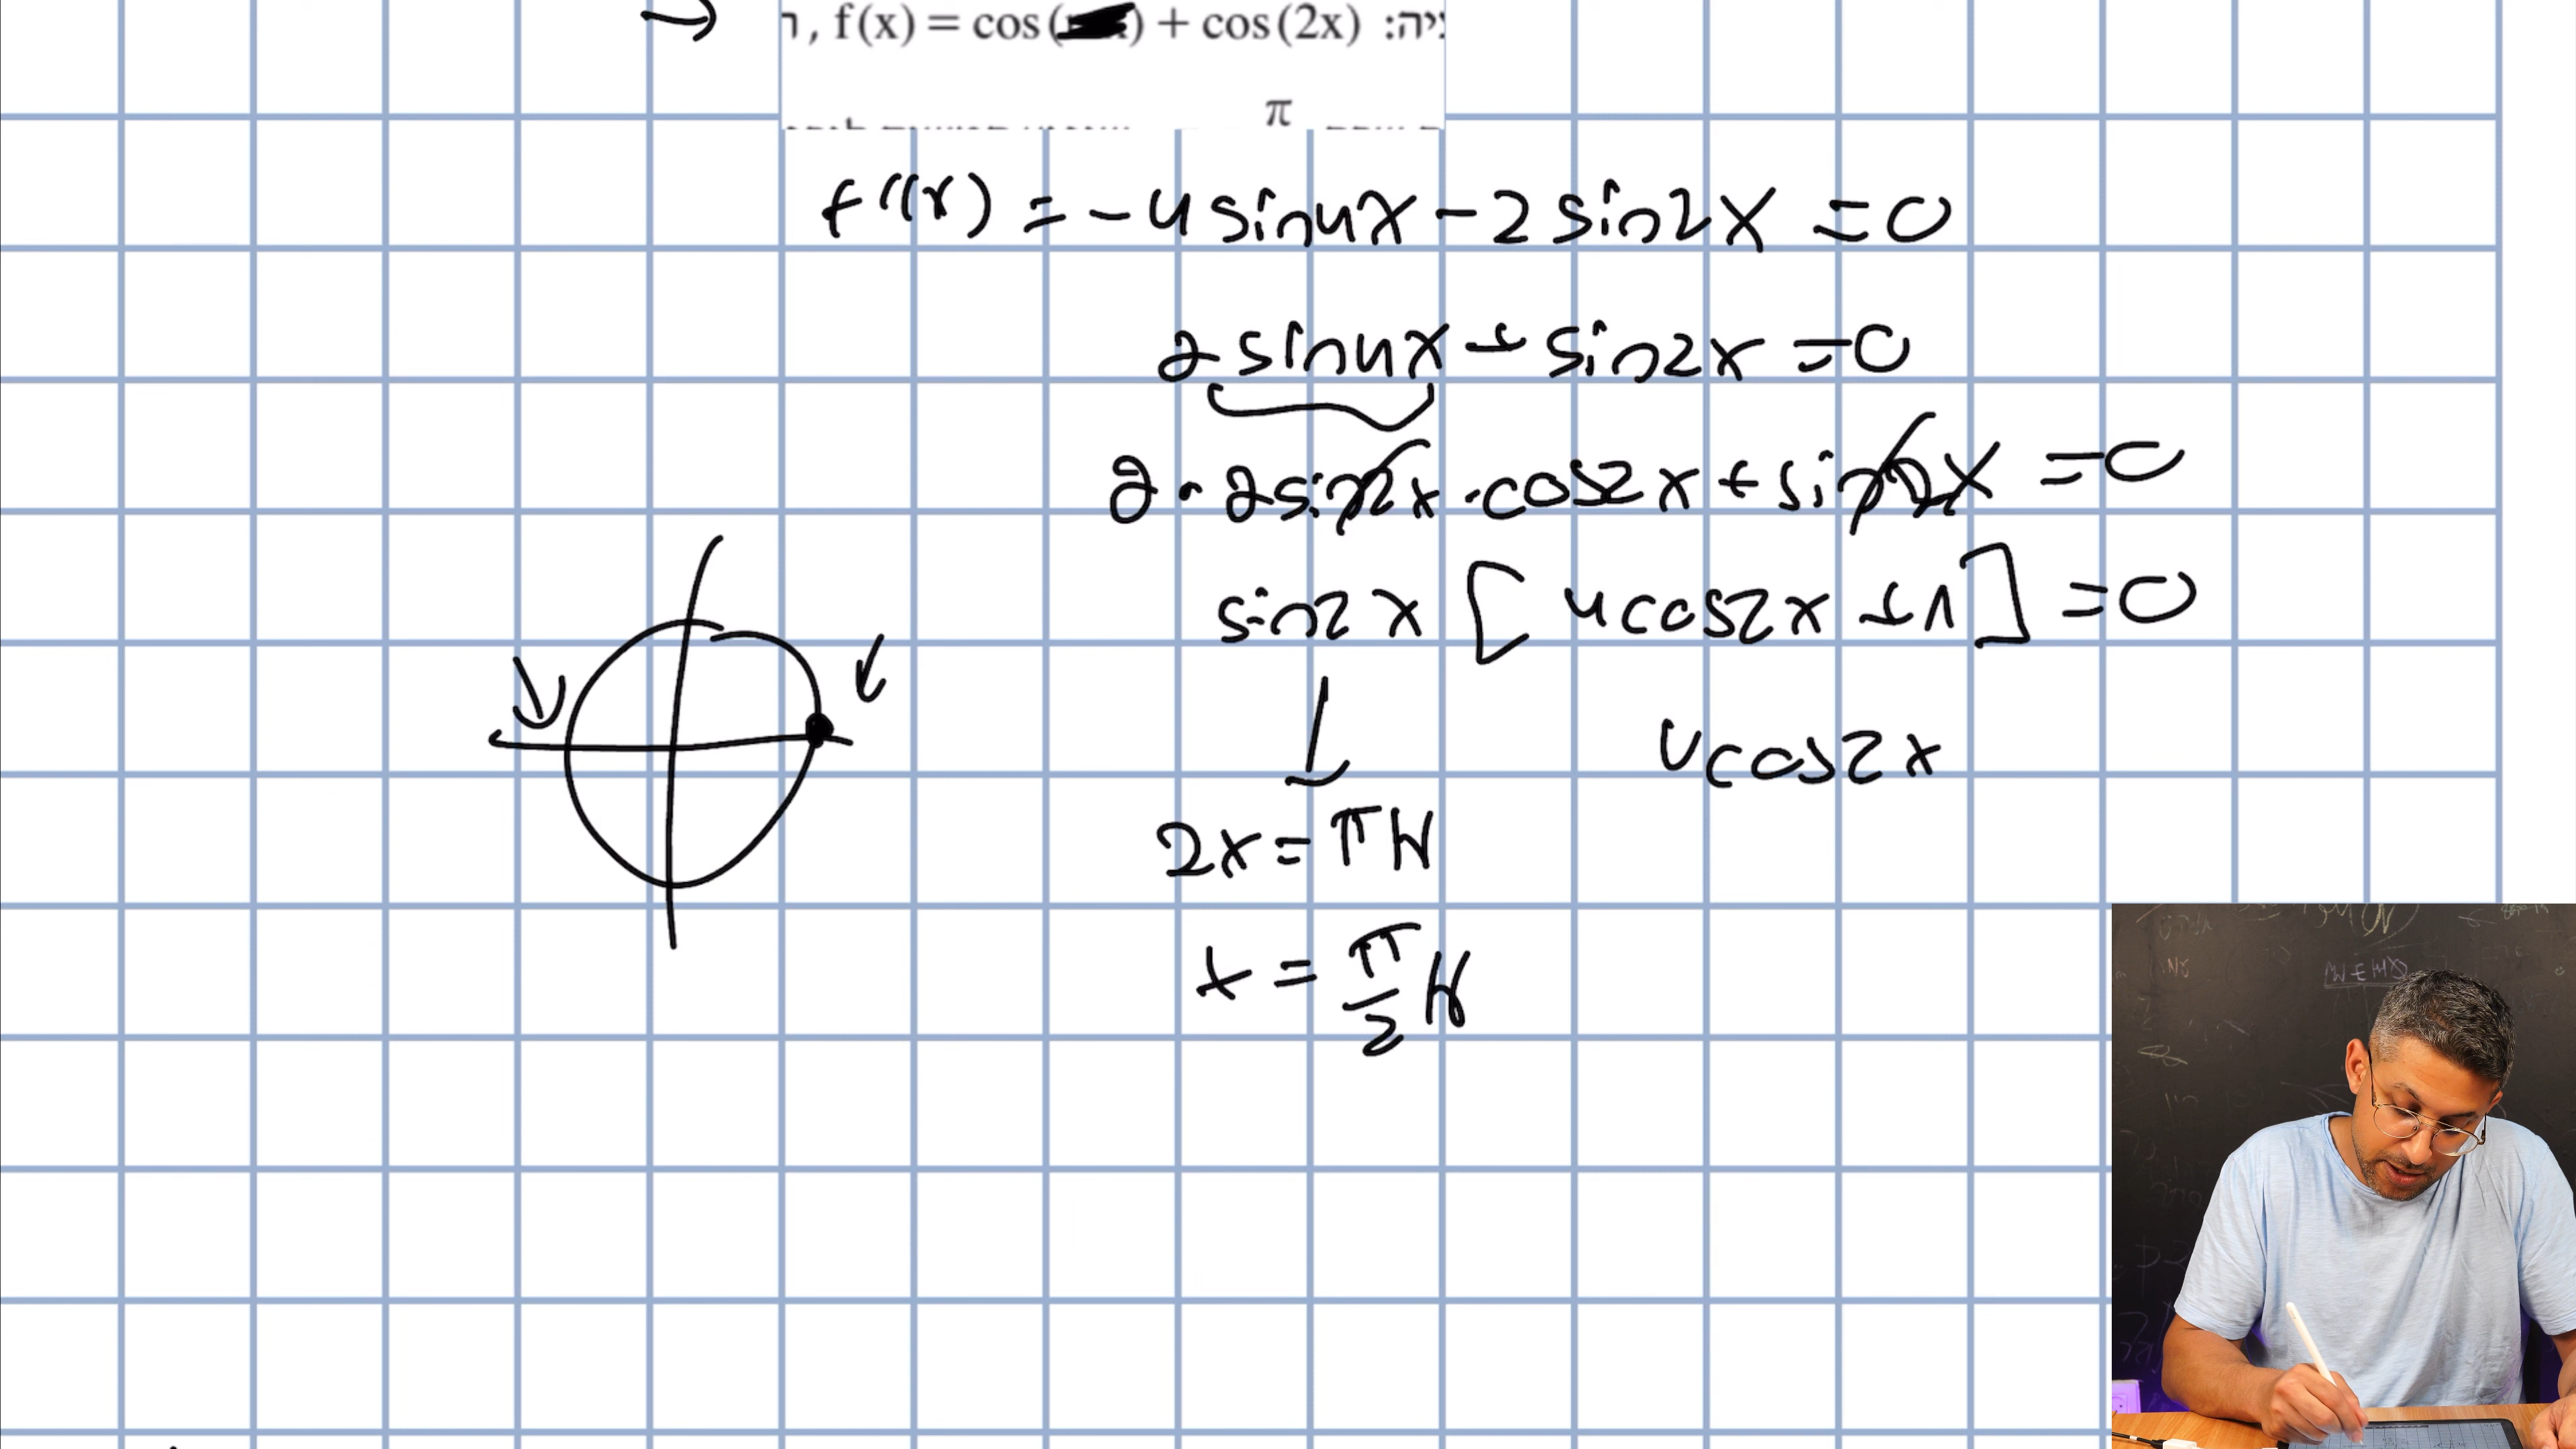 f(x) = cos( ) + cos(2x)
π
f'(x) = -4sin4x - 2sin2x = 0
2sin4x + sin2x = 0
2·2sin2x·cos2x + sin2x = 0
sin2x [4cos2x + 1] = 0
4cos2x
2x = πK
x = π/2 K